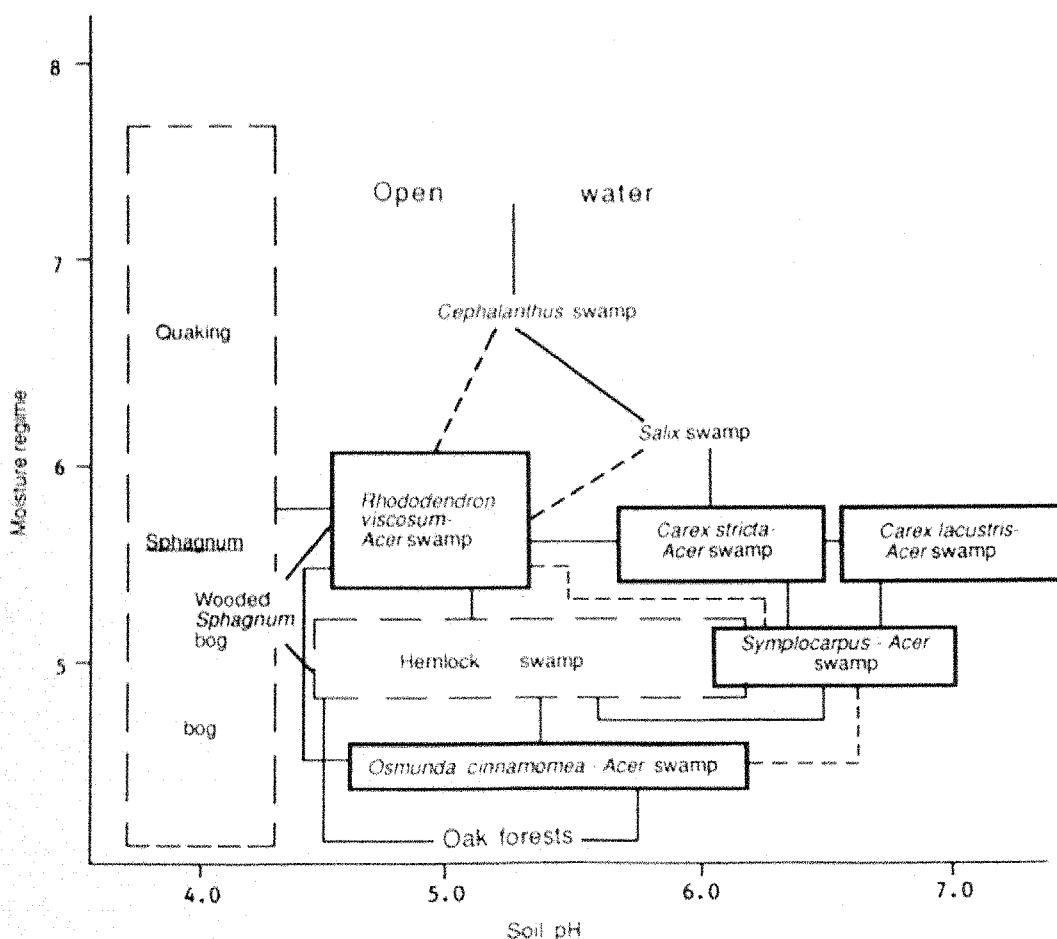 8
7
6
5
Moisture regime
Open water
Cephalanthus swamp
Quaking
Salix swamp
Rhododendron
viscosum-
Acer swamp
Carex stricta-
Acer swamp
Carex lacustris-
Acer swamp
Sphagnum
Wooded
Sphagnum
bog
Symplocarpus - Acer
swamp
Hemlock swamp
bog
Osmunda cinnamomea - Acer swamp
Oak forests
4.0 5.0 6.0 7.0
Soil pH